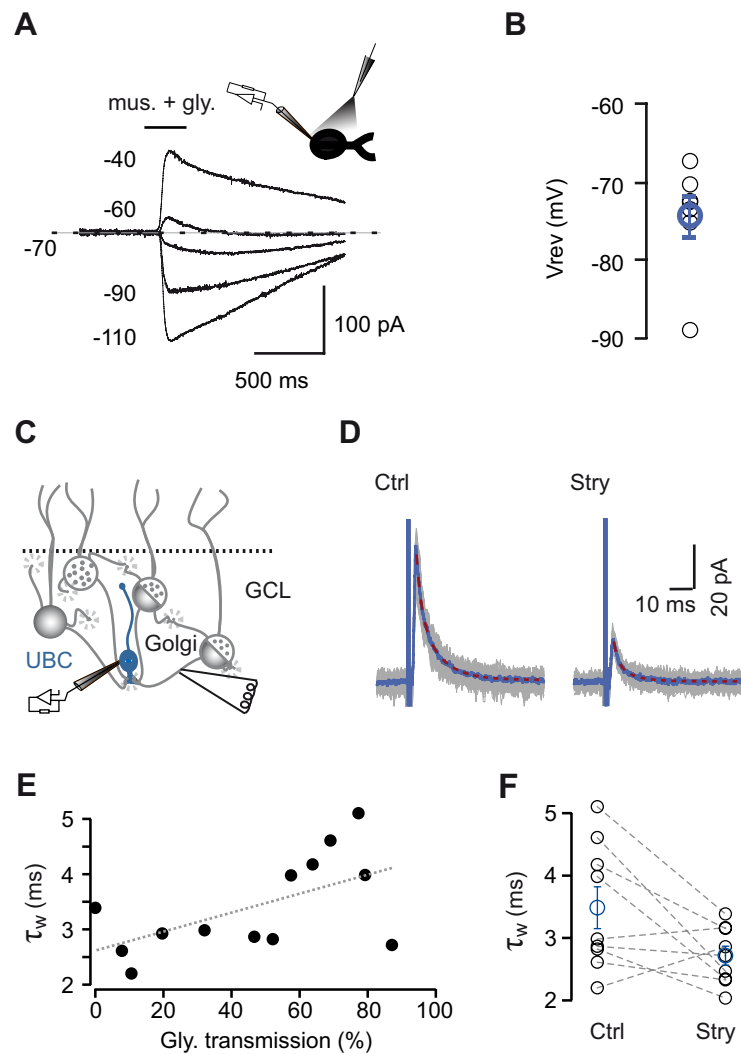 A
mus. + gly.
-40
-60
-70
-90
-110
100 pA
500 ms
B
Vrev (mV)
-60
-70
-80
-90
C
GCL
Golgi
UBC
D
Ctrl
Stry
10 ms
20 pA
E
τw (ms)
5
4
3
2
0
20
40
60
80
100
Gly. transmission (%)
F
τw (ms)
5
4
3
2
Ctrl
Stry